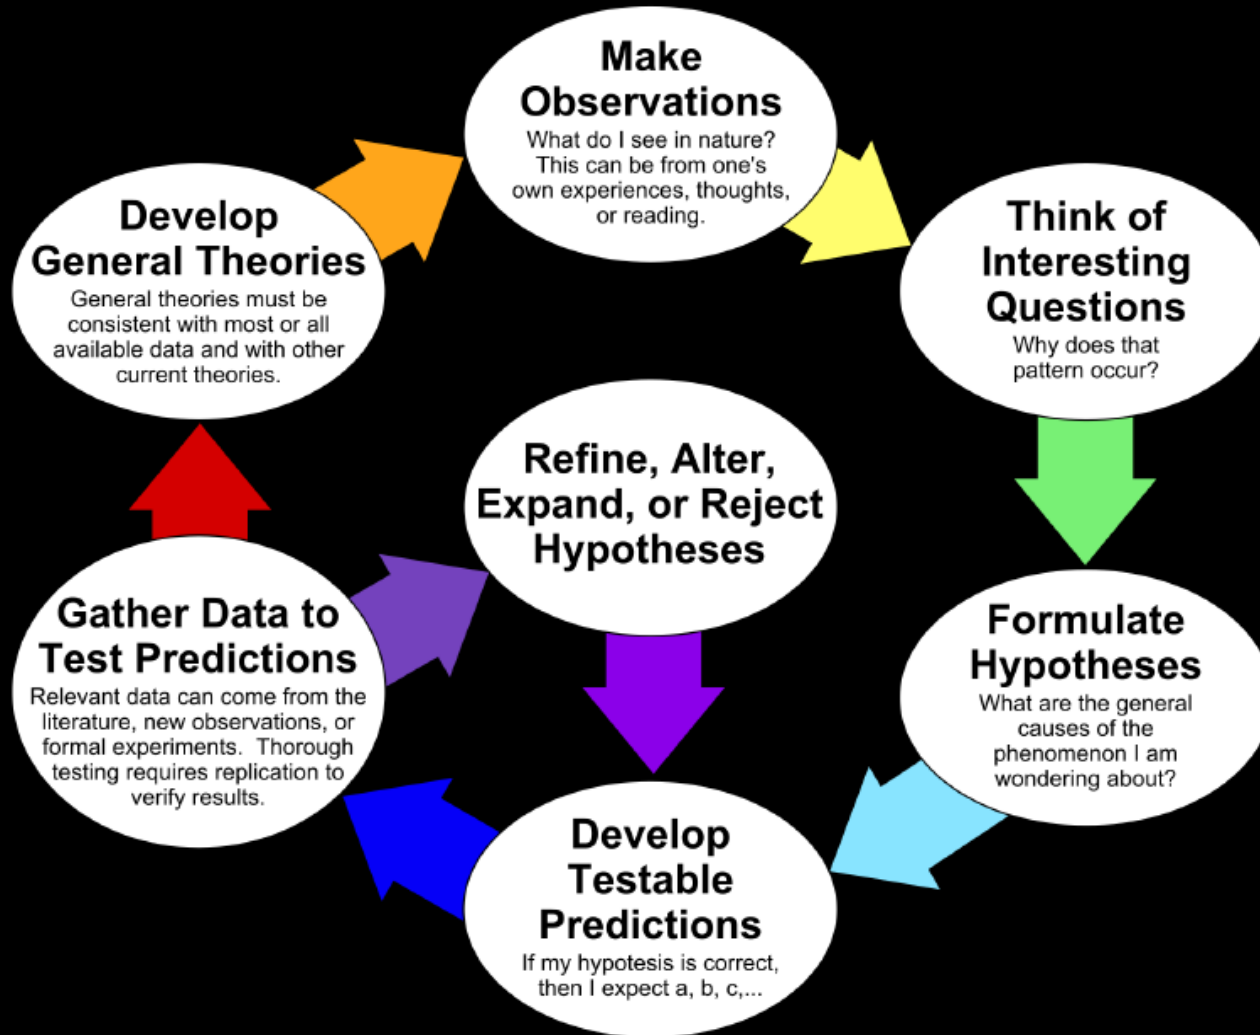 Make
Observations
What do I see in nature?
This can be from one's
own experiences, thoughts,
or reading.
Think of
Interesting
Questions
Why does that
pattern occur?
Formulate
Hypotheses
What are the general
causes of the
phenomenon I am
wondering about?
Develop
Testable
Predictions
If my hypotesis is correct,
then I expect a, b, c,...
Gather Data to
Test Predictions
Relevant data can come from the
literature, new observations, or
formal experiments.  Thorough
testing requires replication to
verify results.
Refine, Alter,
Expand, or Reject
Hypotheses
Develop
General Theories
General theories must be
consistent with most or all
available data and with other
current theories.